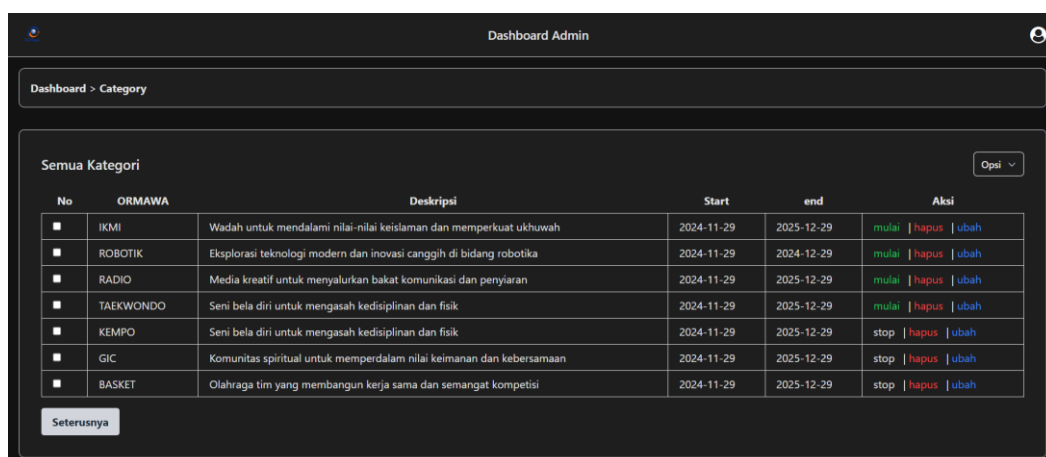 Dashboard Admin
Dashboard > Category
Semua Kategori
Opsi
No ORMAWA Deskripsi Start end Aksi
IKMI Wadah untuk mendalami nilai-nilai keislaman dan memperkuat ukhuwah 2024-11-29 2025-12-29 mulai | hapus | ubah
ROBOTIK Eksplorasi teknologi modern dan inovasi canggih di bidang robotika 2024-11-29 2024-12-29 mulai | hapus | ubah
RADIO Media kreatif untuk menyalurkan bakat komunikasi dan penyiaran 2024-11-29 2025-12-29 mulai | hapus | ubah
TAEKWONDO Seni bela diri untuk mengasah kedisiplinan dan fisik 2024-11-29 2025-12-29 mulai | hapus | ubah
KEMPO Seni bela diri untuk mengasah kedisiplinan dan fisik 2024-11-29 2025-12-29 stop | hapus | ubah
GIC Komunitas spiritual untuk memperdalam nilai keimanan dan kebersamaan 2024-11-29 2025-12-29 stop | hapus | ubah
BASKET Olahraga tim yang membangun kerja sama dan semangat kompetisi 2024-11-29 2025-12-29 stop | hapus | ubah
Seterusnya